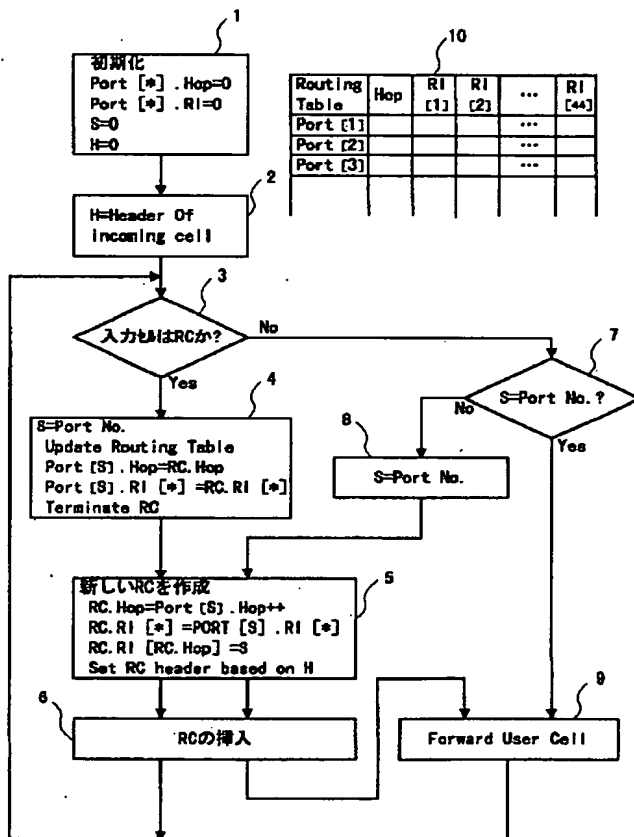 1
初期化
Port [*] .Hop=0
Port [*] .RI=0
S=0
H=0
10
Routing Table Hop RI [1] RI [2] ... RI [44]
Port [1] ...
Port [2] ...
Port [3] ...
2
H=Header Of
incoming cell
3
入力セルはRCか?
No
Yes
7
S=Port No.?
No
Yes
4
S=Port No.
Update Routing Table
Port [S] .Hop=RC.Hop
Port [S] .RI [*] =RC.RI [*]
Terminate RC
8
S=Port No.
5
新しいRCを作成
RC.Hop=Port [S] .Hop++
RC.RI [*] =PORT [S] .RI [*]
RC.RI [RC.Hop] =S
Set RC header based on H
6
RCの挿入
9
Forward User Cell